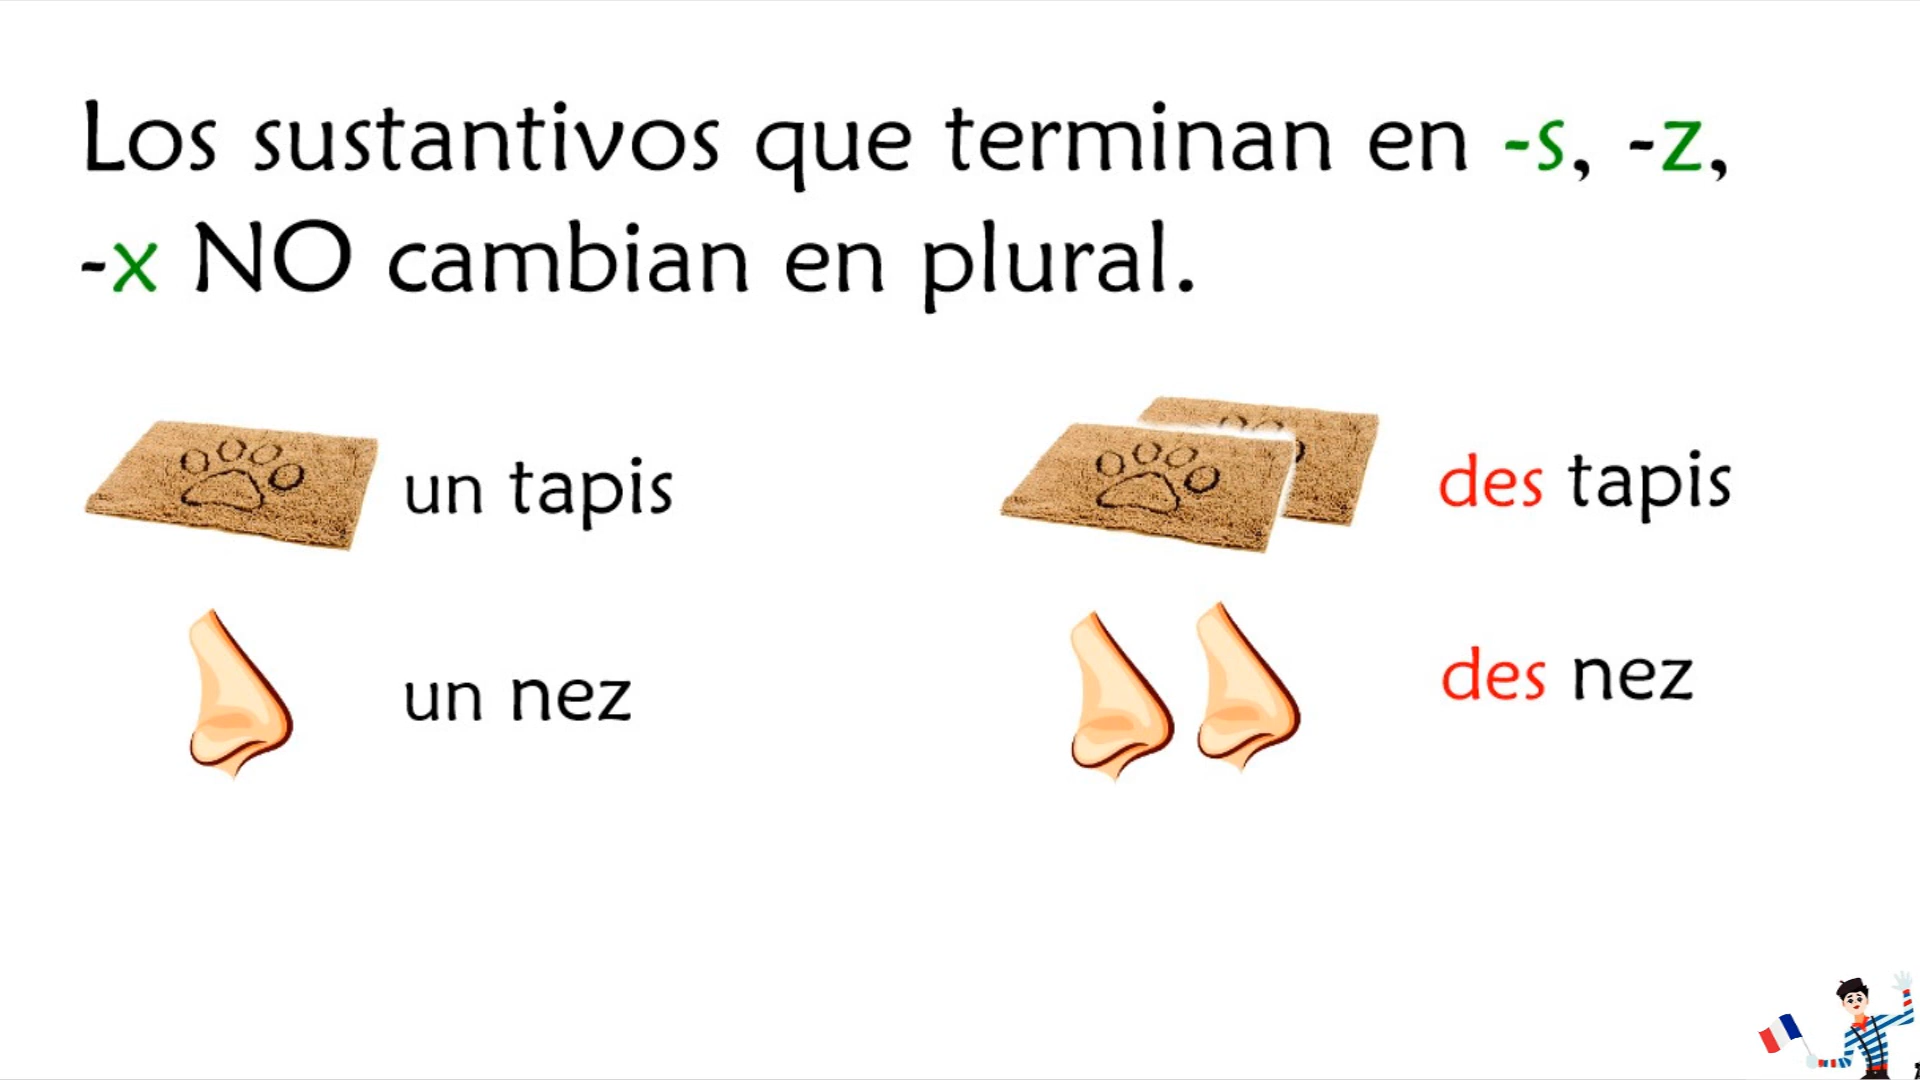 Los sustantivos que terminan en -s, -z,
-x NO cambian en plural.
un tapis
des tapis
un nez
des nez